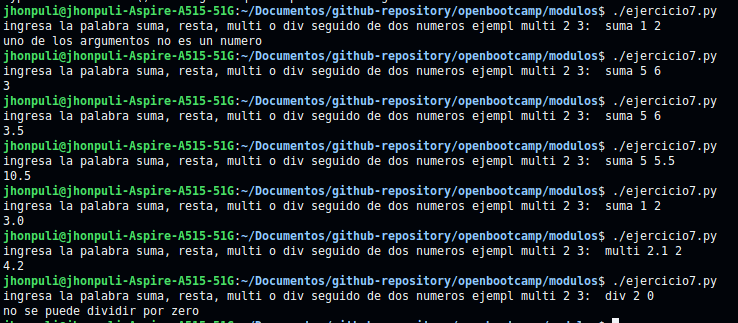 jhonpuli@jhonpuli-Aspire-A515-51G:~/Documentos/github-repository/openbootcamp/modulos$ ./ejercicio7.py
ingresa la palabra suma, resta, multi o div seguido de dos numeros ejempl multi 2 3:  suma 1 2
uno de los argumentos no es un numero
jhonpuli@jhonpuli-Aspire-A515-51G:~/Documentos/github-repository/openbootcamp/modulos$ ./ejercicio7.py
ingresa la palabra suma, resta, multi o div seguido de dos numeros ejempl multi 2 3:  suma 5 6
3
jhonpuli@jhonpuli-Aspire-A515-51G:~/Documentos/github-repository/openbootcamp/modulos$ ./ejercicio7.py
ingresa la palabra suma, resta, multi o div seguido de dos numeros ejempl multi 2 3:  suma 5 6
3.5
jhonpuli@jhonpuli-Aspire-A515-51G:~/Documentos/github-repository/openbootcamp/modulos$ ./ejercicio7.py
ingresa la palabra suma, resta, multi o div seguido de dos numeros ejempl multi 2 3:  suma 5 5.5
10.5
jhonpuli@jhonpuli-Aspire-A515-51G:~/Documentos/github-repository/openbootcamp/modulos$ ./ejercicio7.py
ingresa la palabra suma, resta, multi o div seguido de dos numeros ejempl multi 2 3:  suma 1 2
3.0
jhonpuli@jhonpuli-Aspire-A515-51G:~/Documentos/github-repository/openbootcamp/modulos$ ./ejercicio7.py
ingresa la palabra suma, resta, multi o div seguido de dos numeros ejempl multi 2 3:  multi 2.1 2
4.2
jhonpuli@jhonpuli-Aspire-A515-51G:~/Documentos/github-repository/openbootcamp/modulos$ ./ejercicio7.py
ingresa la palabra suma, resta, multi o div seguido de dos numeros ejempl multi 2 3:  div 2 0
no se puede dividir por zero
jhonpuli@jhonpuli-Aspire-A515-51G:~/Documentos/github-repository/openbootcamp/modulos$